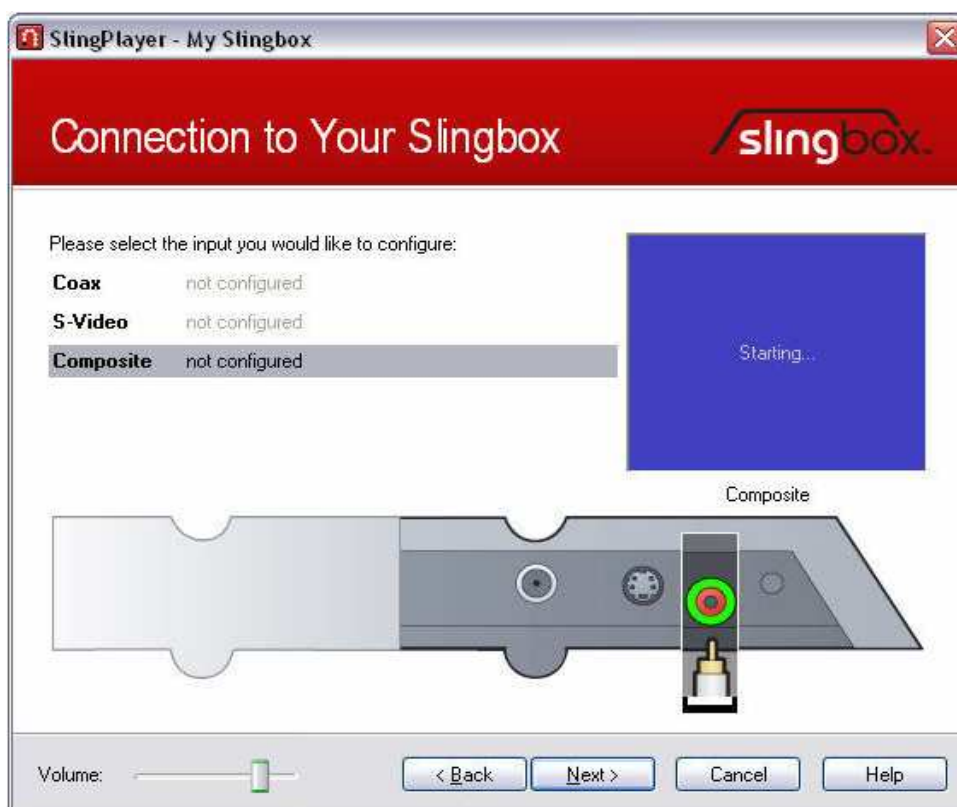 SlingPlayer - My Slingbox
Connection to Your Slingbox
slingbox.
Please select the input you would like to configure:
Coax not configured
S-Video not configured
Composite not configured
Starting...
Composite
Volume:
< Back
Next >
Cancel
Help